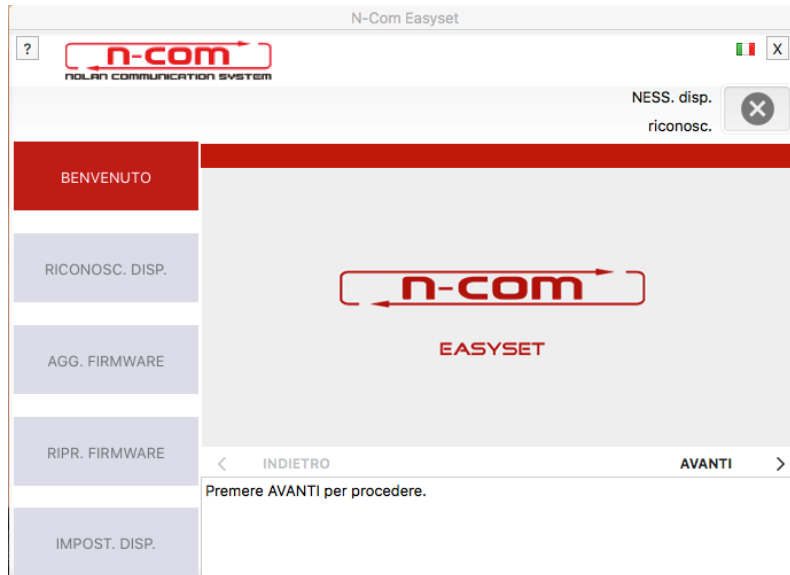 N-Com Easyset
?
n-com
X
NOLAN COMMUNICATION SYSTEM
NESS. disp.
riconosc.
BENVENUTO
RICONOSC. DISP.
AGG. FIRMWARE
RIPR. FIRMWARE
IMPOST. DISP.
n-com
EASYSET
< INDIETRO
AVANTI >
Premere AVANTI per procedere.